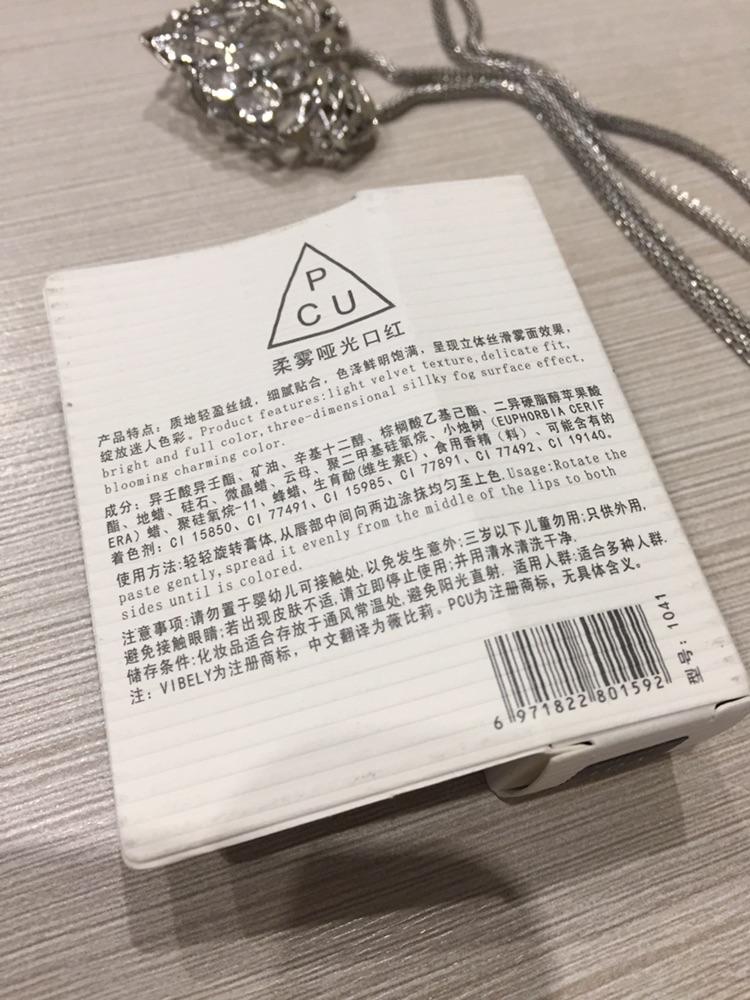 P
CU
柔雾哑光口红
产品特点：质地轻盈丝绒，细腻贴合，色泽鲜明饱满，呈现立体丝滑雾面效果，
绽放迷人色彩。Product features:light velvet texture,delicate fit,
bright and full color,three-dimensional sillky fog surface effect,
blooming charming color.
成分：异壬酸异壬酯、矿油、辛基十二醇、棕榈酸乙基己酯、二异硬脂醇苹果酸
酯、地蜡、硅石、微晶蜡、云母、聚二甲基硅氧烷、小烛树（EUPHORBIA CERIF
ERA）蜡、聚硅氧烷-11、蜂蜡、生育酚(维生素E)、食用香精（料）、可能含有的
着色剂：CI 15850、CI 77491、CI 15985、CI 77891、CI 77492、CI 19140。
使用方法:轻轻旋转膏体,从唇部中间向两边涂抹均匀至上色.Usage:Rotate the
paste gently,spread it evenly from the middle of the lips to both
sides until is colored.
注意事项:请勿置于婴幼儿可接触处,以免发生意外;三岁以下儿童勿用;只供外用,
避免接触眼睛;若出现皮肤不适,请立即停止使用;并用清水清洗干净.
储存条件:化妆品适合存放于通风常温处,避免阳光直射. 适用人群:适合多种人群.
注：VIBELY为注册商标，中文翻译为薇比莉。PCU为注册商标，无具体含义。
型号：1041
6 971822 801592